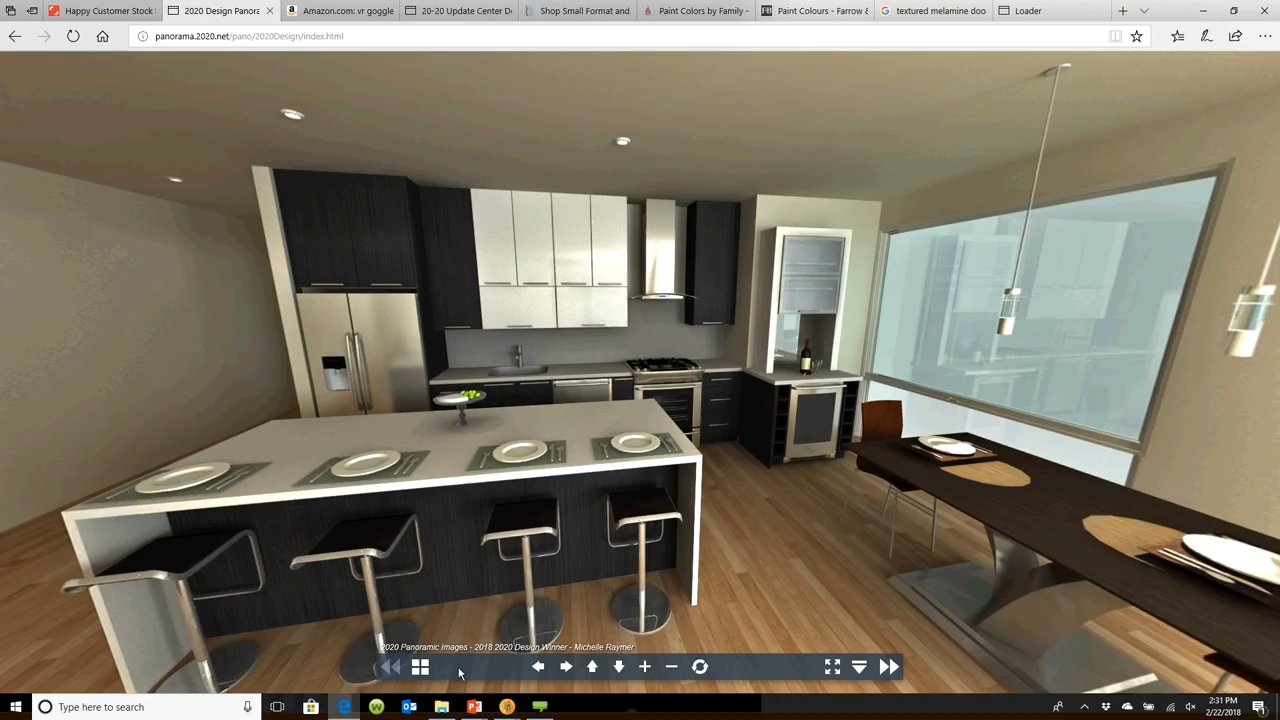 Happy Customer Stock
2020 Design Panora
Amazon.com: vr goggle
20-20 Update Center D
Shop Small Format and
Paint Colors by Family -
Paint Colours - Farrow &
textured melamine doo
Loader
panorama.2020.net/pano/2020Design/index.html
2020 Panoramic Images - 2018 2020 Design Winner - Michelle Raymer
Type here to search
2:31 PM
2/22/2018